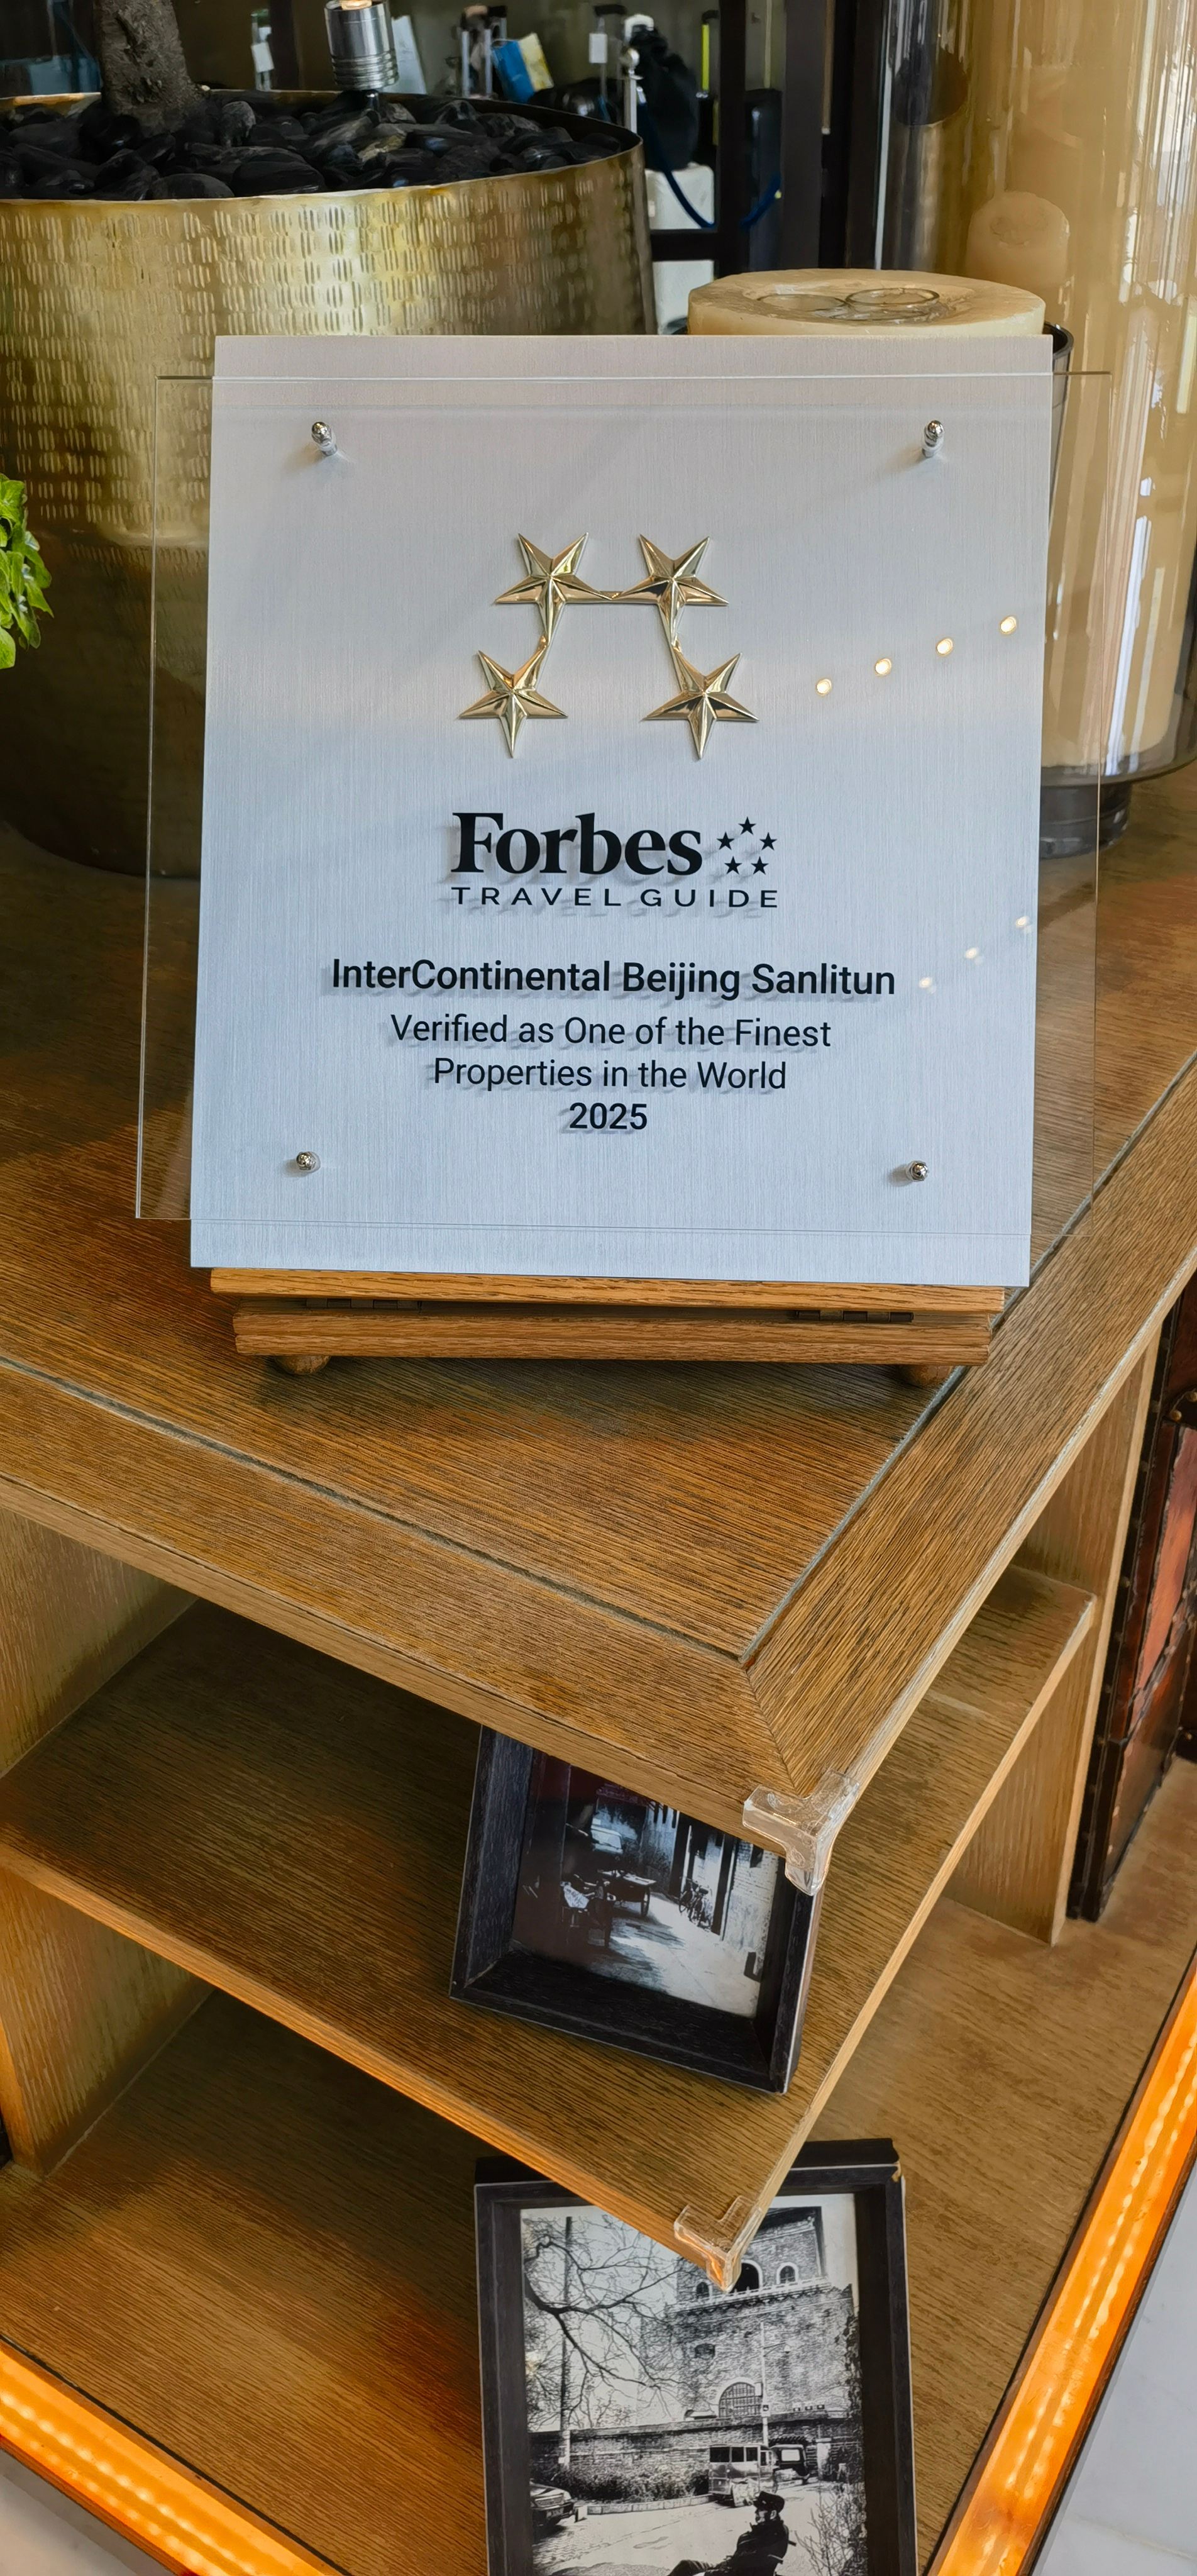 Forbes
TRAVEL GUIDE
InterContinental Beijing Sanlitun
Verified as One of the Finest
Properties in the World
2025